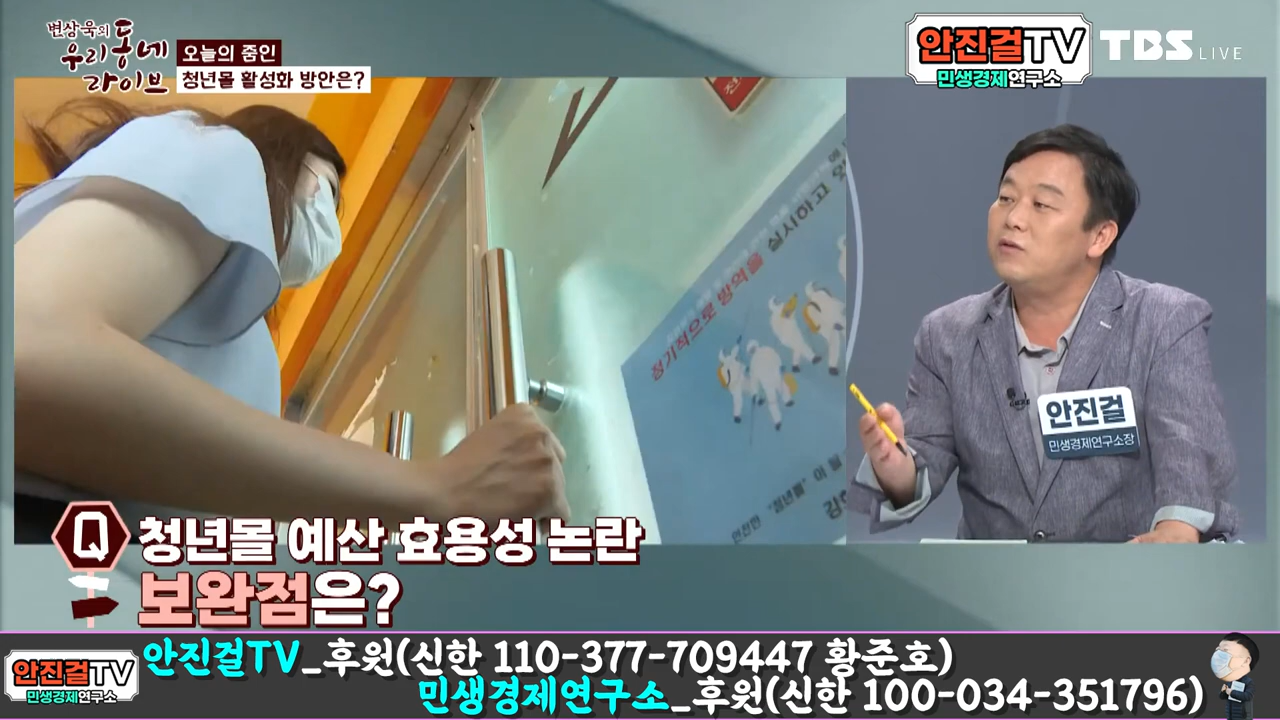 변상욱의
우리동네
라이브
오늘의 줌인
청년몰 활성화 방안은?
안진걸TV
민생경제연구소
TBS LIVE
정기적으로 방역을 실시하고
안진걸
민생경제연구소장
Q 청년몰 예산 효용성 논란
보완점은?
안진걸TV
민생경제연구소
안진걸TV_후원(신한 110-377-709447 황준호)
민생경제연구소_후원(신한 100-034-351796)